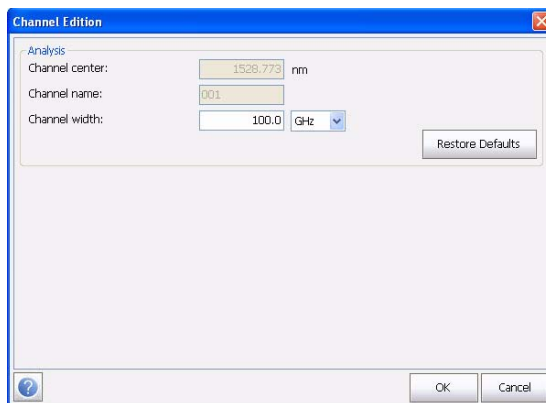 Channel Edition
Analysis
Channel center: 1528.773 nm
Channel name: 001
Channel width: 100.0 GHz
Restore Defaults
? OK Cancel